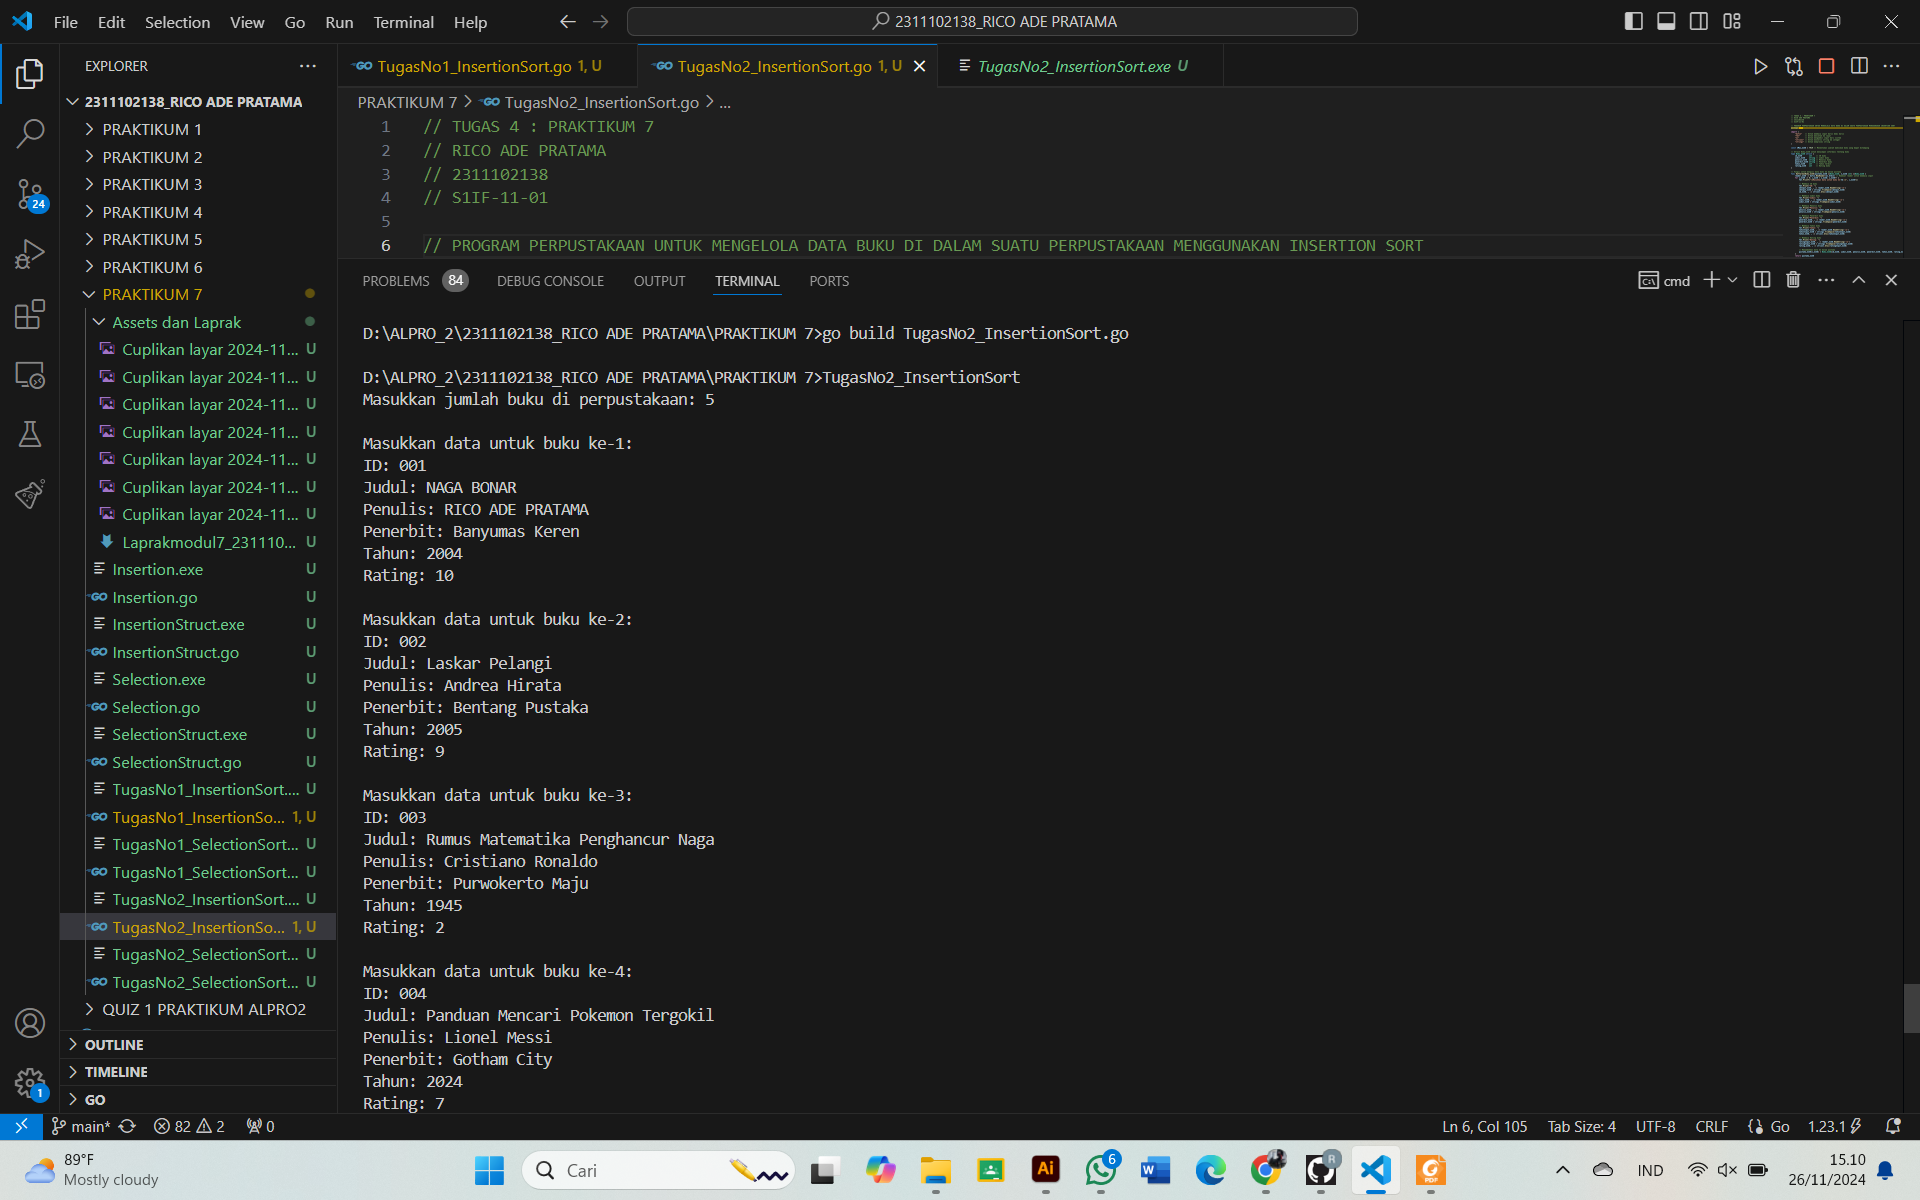 File Edit Selection View Go Run Terminal Help
2311102138_RICO ADE PRATAMA
EXPLORER
2311102138_RICO ADE PRATAMA
PRAKTIKUM 1
PRAKTIKUM 2
PRAKTIKUM 3
PRAKTIKUM 4
PRAKTIKUM 5
PRAKTIKUM 6
PRAKTIKUM 7
Assets dan Laprak
Cuplikan layar 2024-11... U
Cuplikan layar 2024-11... U
Cuplikan layar 2024-11... U
Cuplikan layar 2024-11... U
Cuplikan layar 2024-11... U
Cuplikan layar 2024-11... U
Cuplikan layar 2024-11... U
Laprakmodul7_231110... U
Insertion.exe U
Insertion.go U
InsertionStruct.exe U
InsertionStruct.go U
Selection.exe U
Selection.go U
SelectionStruct.exe U
SelectionStruct.go U
TugasNo1_InsertionSort.... U
TugasNo1_InsertionSo... 1, U
TugasNo1_SelectionSort... U
TugasNo1_SelectionSort... U
TugasNo2_InsertionSort.... U
TugasNo2_InsertionSo... 1, U
TugasNo2_SelectionSort... U
TugasNo2_SelectionSort... U
QUIZ 1 PRAKTIKUM ALPRO2
OUTLINE
TIMELINE
GO
24
1
TugasNo1_InsertionSort.go 1, U
TugasNo2_InsertionSort.go 1, U
TugasNo2_InsertionSort.exe U
PRAKTIKUM 7 > TugasNo2_InsertionSort.go > ...
1 // TUGAS 4 : PRAKTIKUM 7
2 // RICO ADE PRATAMA
3 // 2311102138
4 // S1IF-11-01
5
6 // PROGRAM PERPUSTAKAAN UNTUK MENGELOLA DATA BUKU DI DALAM SUATU PERPUSTAKAAN MENGGUNAKAN INSERTION SORT
PROBLEMS 84 DEBUG CONSOLE OUTPUT TERMINAL PORTS
cmd
D:\ALPRO_2\2311102138_RICO ADE PRATAMA\PRAKTIKUM 7>go build TugasNo2_InsertionSort.go
D:\ALPRO_2\2311102138_RICO ADE PRATAMA\PRAKTIKUM 7>TugasNo2_InsertionSort
Masukkan jumlah buku di perpustakaan: 5
Masukkan data untuk buku ke-1:
ID: 001
Judul: NAGA BONAR
Penulis: RICO ADE PRATAMA
Penerbit: Banyumas Keren
Tahun: 2004
Rating: 10
Masukkan data untuk buku ke-2:
ID: 002
Judul: Laskar Pelangi
Penulis: Andrea Hirata
Penerbit: Bentang Pustaka
Tahun: 2005
Rating: 9
Masukkan data untuk buku ke-3:
ID: 003
Judul: Rumus Matematika Penghancur Naga
Penulis: Cristiano Ronaldo
Penerbit: Purwokerto Maju
Tahun: 1945
Rating: 2
Masukkan data untuk buku ke-4:
ID: 004
Judul: Panduan Mencari Pokemon Tergokil
Penulis: Lionel Messi
Penerbit: Gotham City
Tahun: 2024
Rating: 7
main* 82 2 0
Ln 6, Col 105 Tab Size: 4 UTF-8 CRLF Go 1.23.1
89°F
Mostly cloudy
Cari
Ai
6
R
IND
15.10
26/11/2024